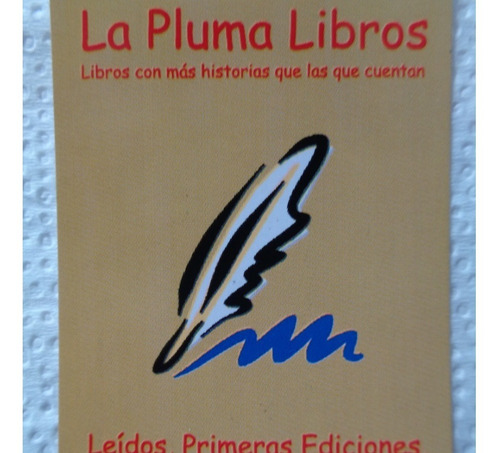 La Pluma Libros
Libros con más historias que las que cuentan
Leídos, Primeras Ediciones,